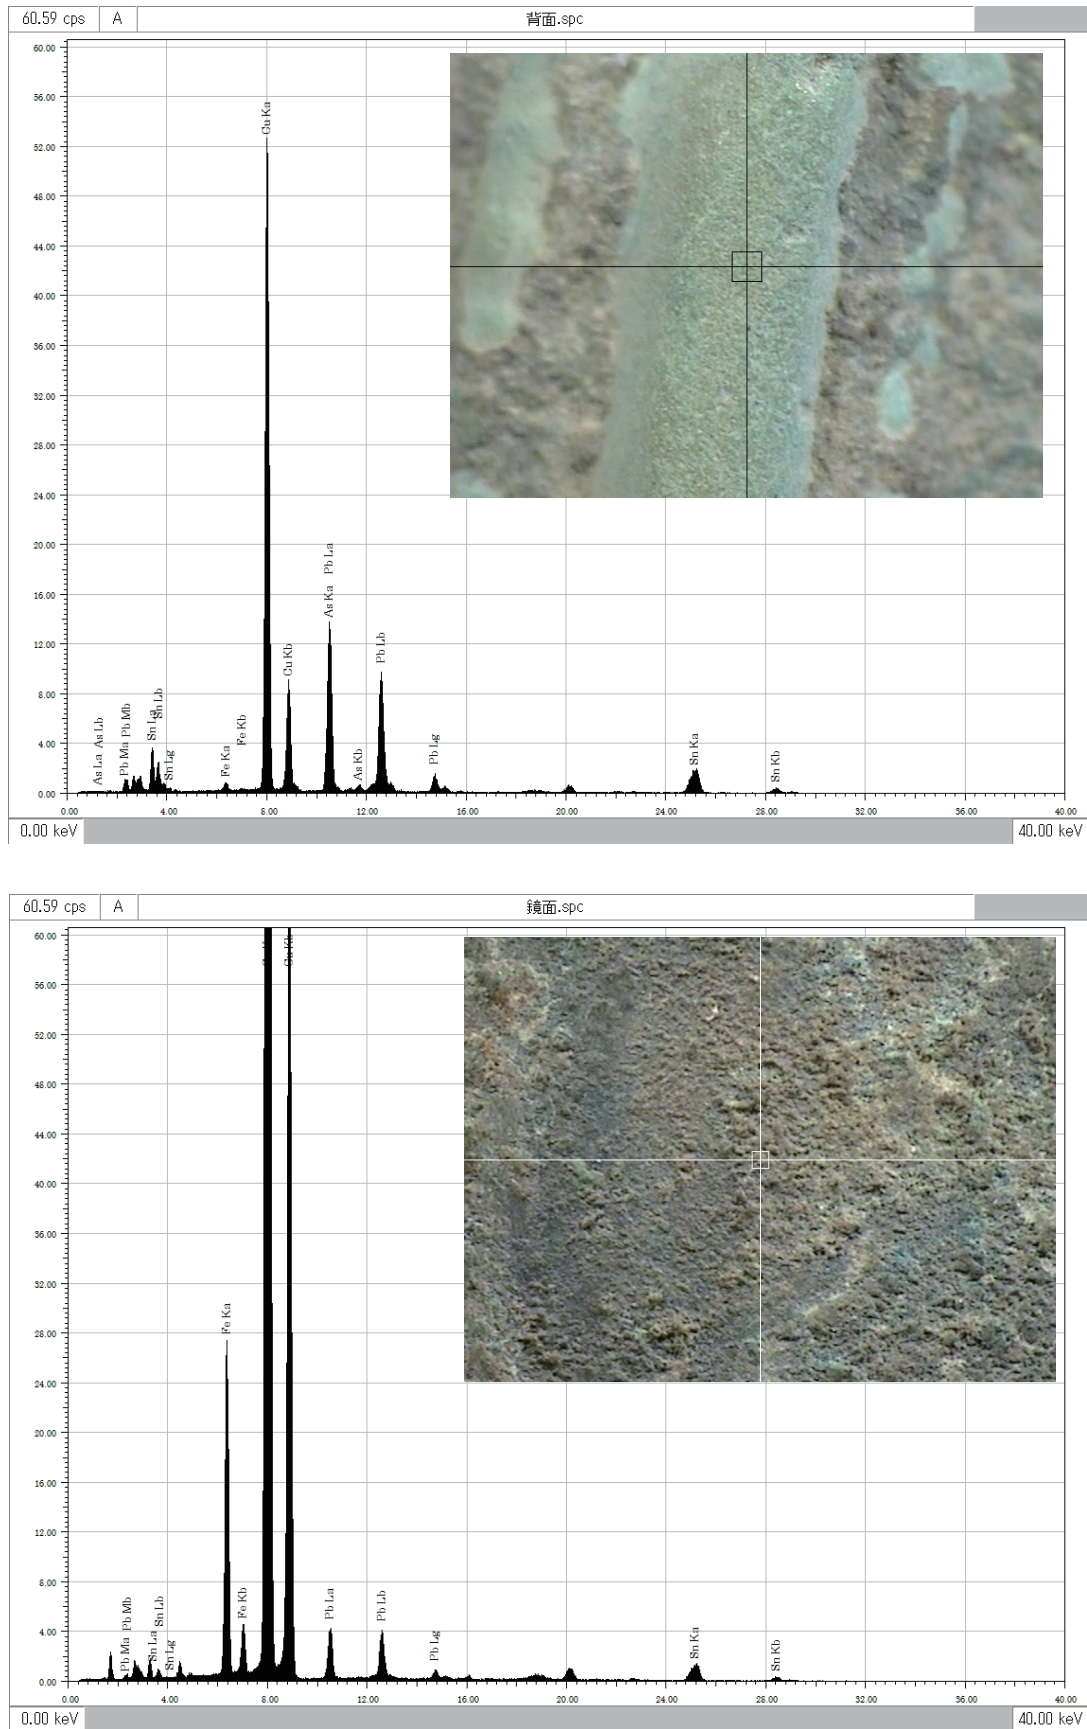 60.59 cps A 背面.spc
60.00
56.00
52.00
48.00
44.00
40.00
36.00
32.00
28.00
24.00
20.00
16.00
12.00
8.00
4.00
0.00
As La As Lb
Pb Ma Pb Mb
Sn La
Sn Lb
Sn Lg
Fe Ka
Fe Kb
Cu Ka
Cu Kb
As Ka Pb La
As Kb
Pb Lb
Pb Lg
Sn Ka
Sn Kb
0.00 4.00 8.00 12.00 16.00 20.00 24.00 28.00 32.00 36.00 40.00
0.00 keV 40.00 keV
60.59 cps A 鏡面.spc
60.00
56.00
52.00
48.00
44.00
40.00
36.00
32.00
28.00
24.00
20.00
16.00
12.00
8.00
4.00
0.00
Pb Ma Pb Mb
Sn La
Sn Lb
Sn Lg
Fe Ka
Fe Kb
Cu Kb
Pb La
Pb Lb
Pb Lg
Sn Ka
Sn Kb
0.00 4.00 8.00 12.00 16.00 20.00 24.00 28.00 32.00 36.00 40.00
0.00 keV 40.00 keV